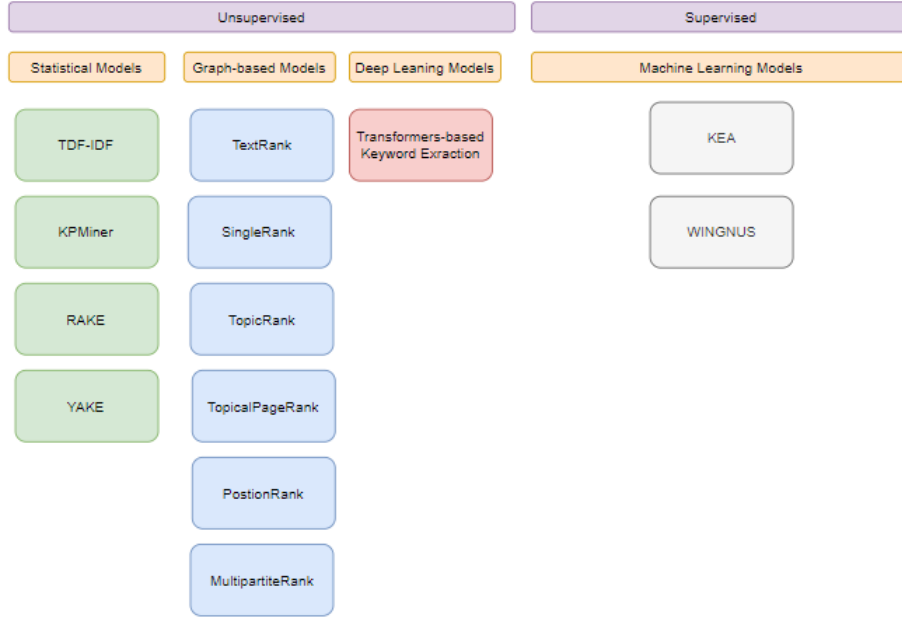 Unsupervised
Supervised
Statistical Models
Graph-based Models
Deep Leaning Models
Machine Learning Models
TDF-IDF
TextRank
Transformers-based
Keyword Exraction
KEA
KPMiner
SingleRank
WINGNUS
RAKE
TopicRank
YAKE
TopicalPageRank
PostionRank
MultipartiteRank